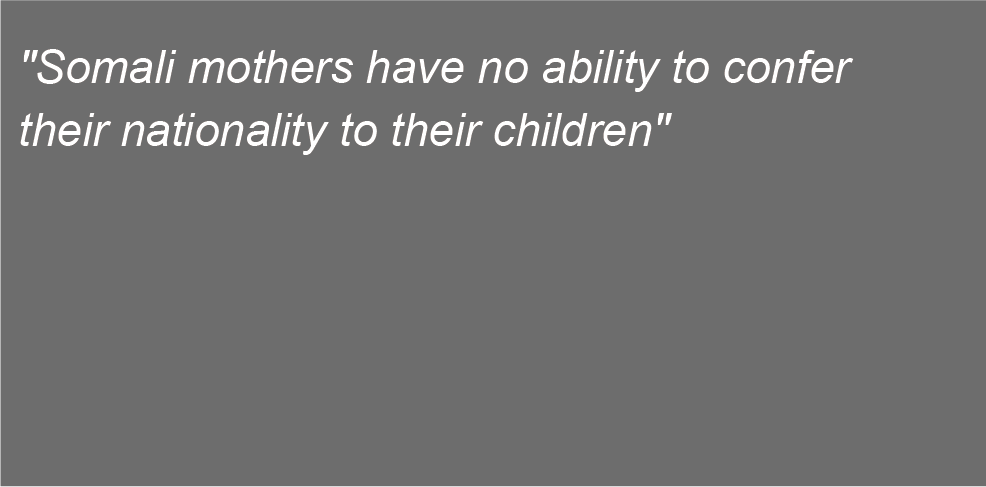 "Somali mothers have no ability to confer
their nationality to their children"